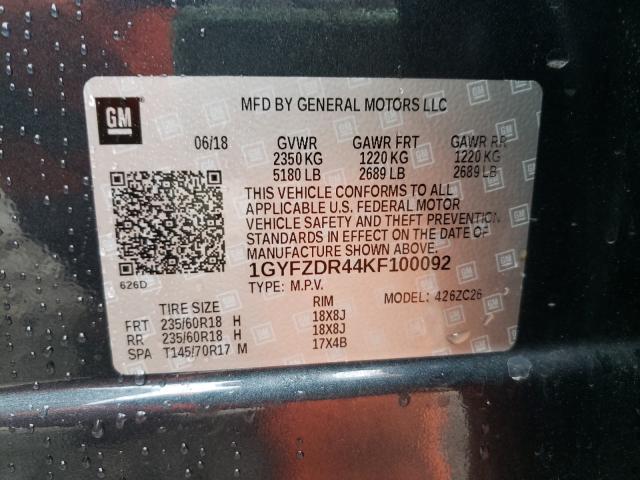 GM
MFD BY GENERAL MOTORS LLC
06/18 GVWR GAWR FRT GAWR RR
2350 KG 1220 KG 1220 KG
5180 LB 2689 LB 2689 LB
THIS VEHICLE CONFORMS TO ALL
APPLICABLE U.S. FEDERAL MOTOR
VEHICLE SAFETY AND THEFT PREVENTION
STANDARDS IN EFFECT ON THE DATE OF
MANUFACTURE SHOWN ABOVE.
626D 1GYFZDR44KF100092
TYPE: M.P.V. MODEL: 426ZC26
TIRE SIZE RIM
FRT 235/60R18 H 18X8J
RR 235/60R18 H 18X8J
SPA T145/70R17 M 17X4B